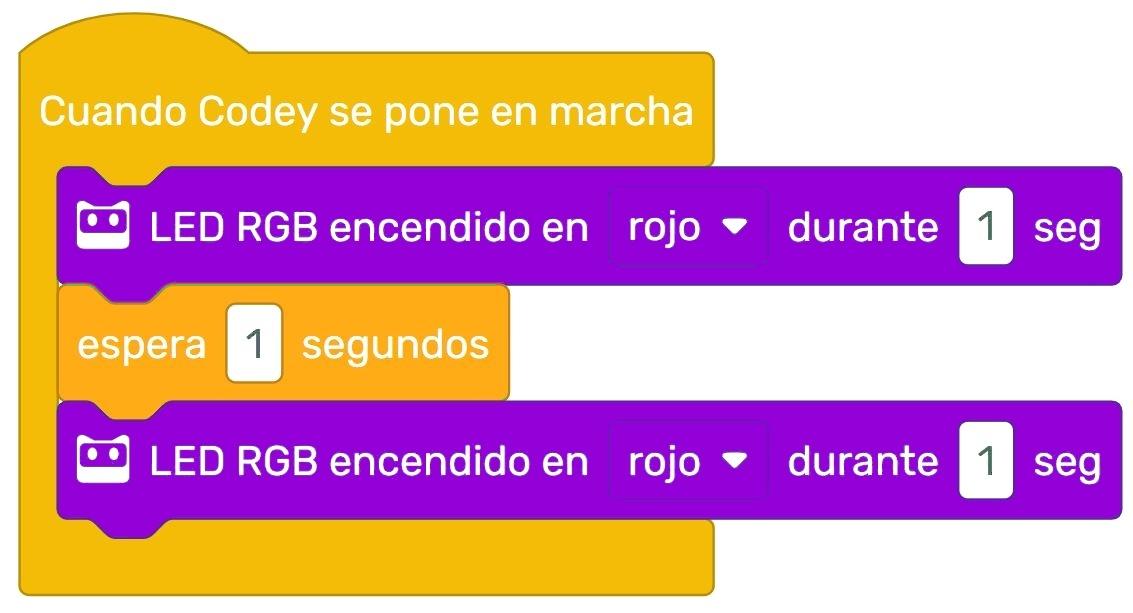 Cuando Codey se pone en marcha
LED RGB encendido en rojo durante 1 seg
espera 1 segundos
LED RGB encendido en rojo durante 1 seg